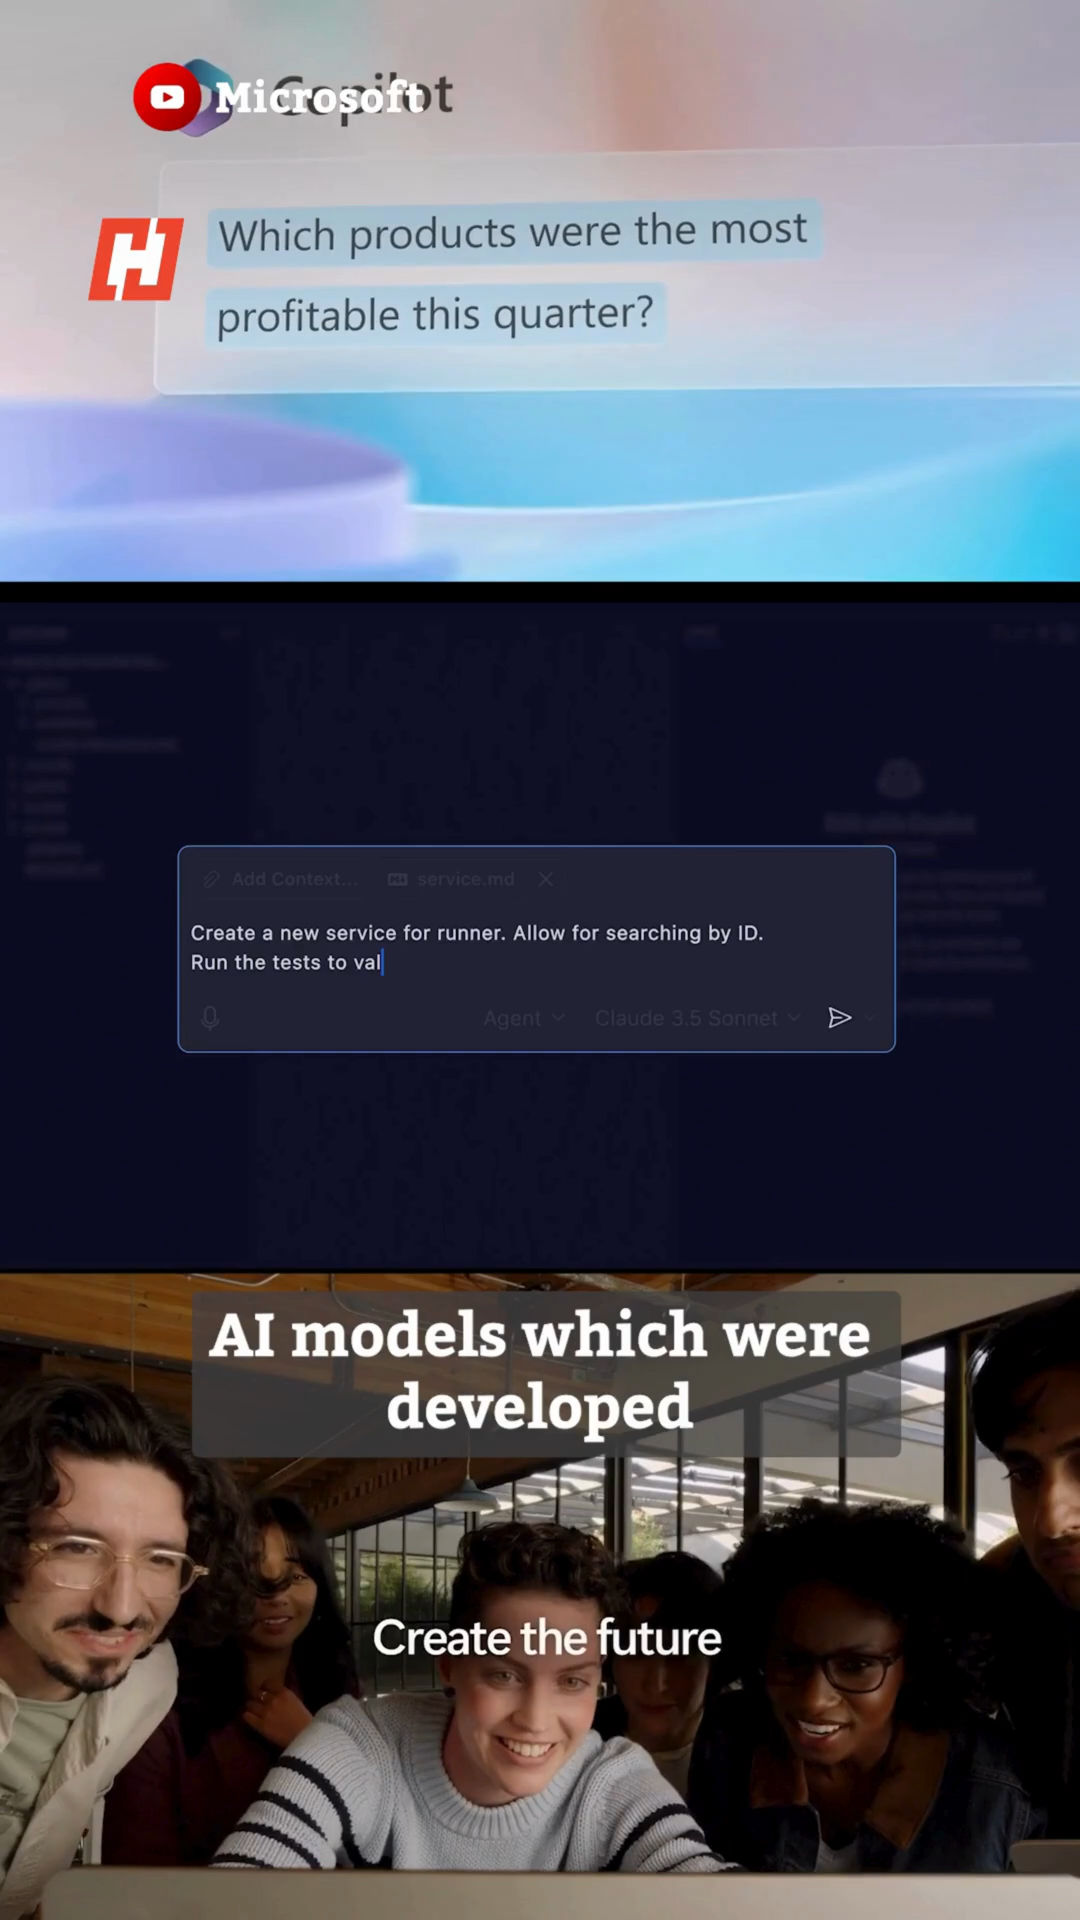 Copilot
Microsoft
Which products were the most
profitable this quarter?
Add Context...
service.md
Create a new service for runner. Allow for searching by ID.
Run the tests to val
Agent
Claude 3.5 Sonnet
AI models which were
developed
Create the future